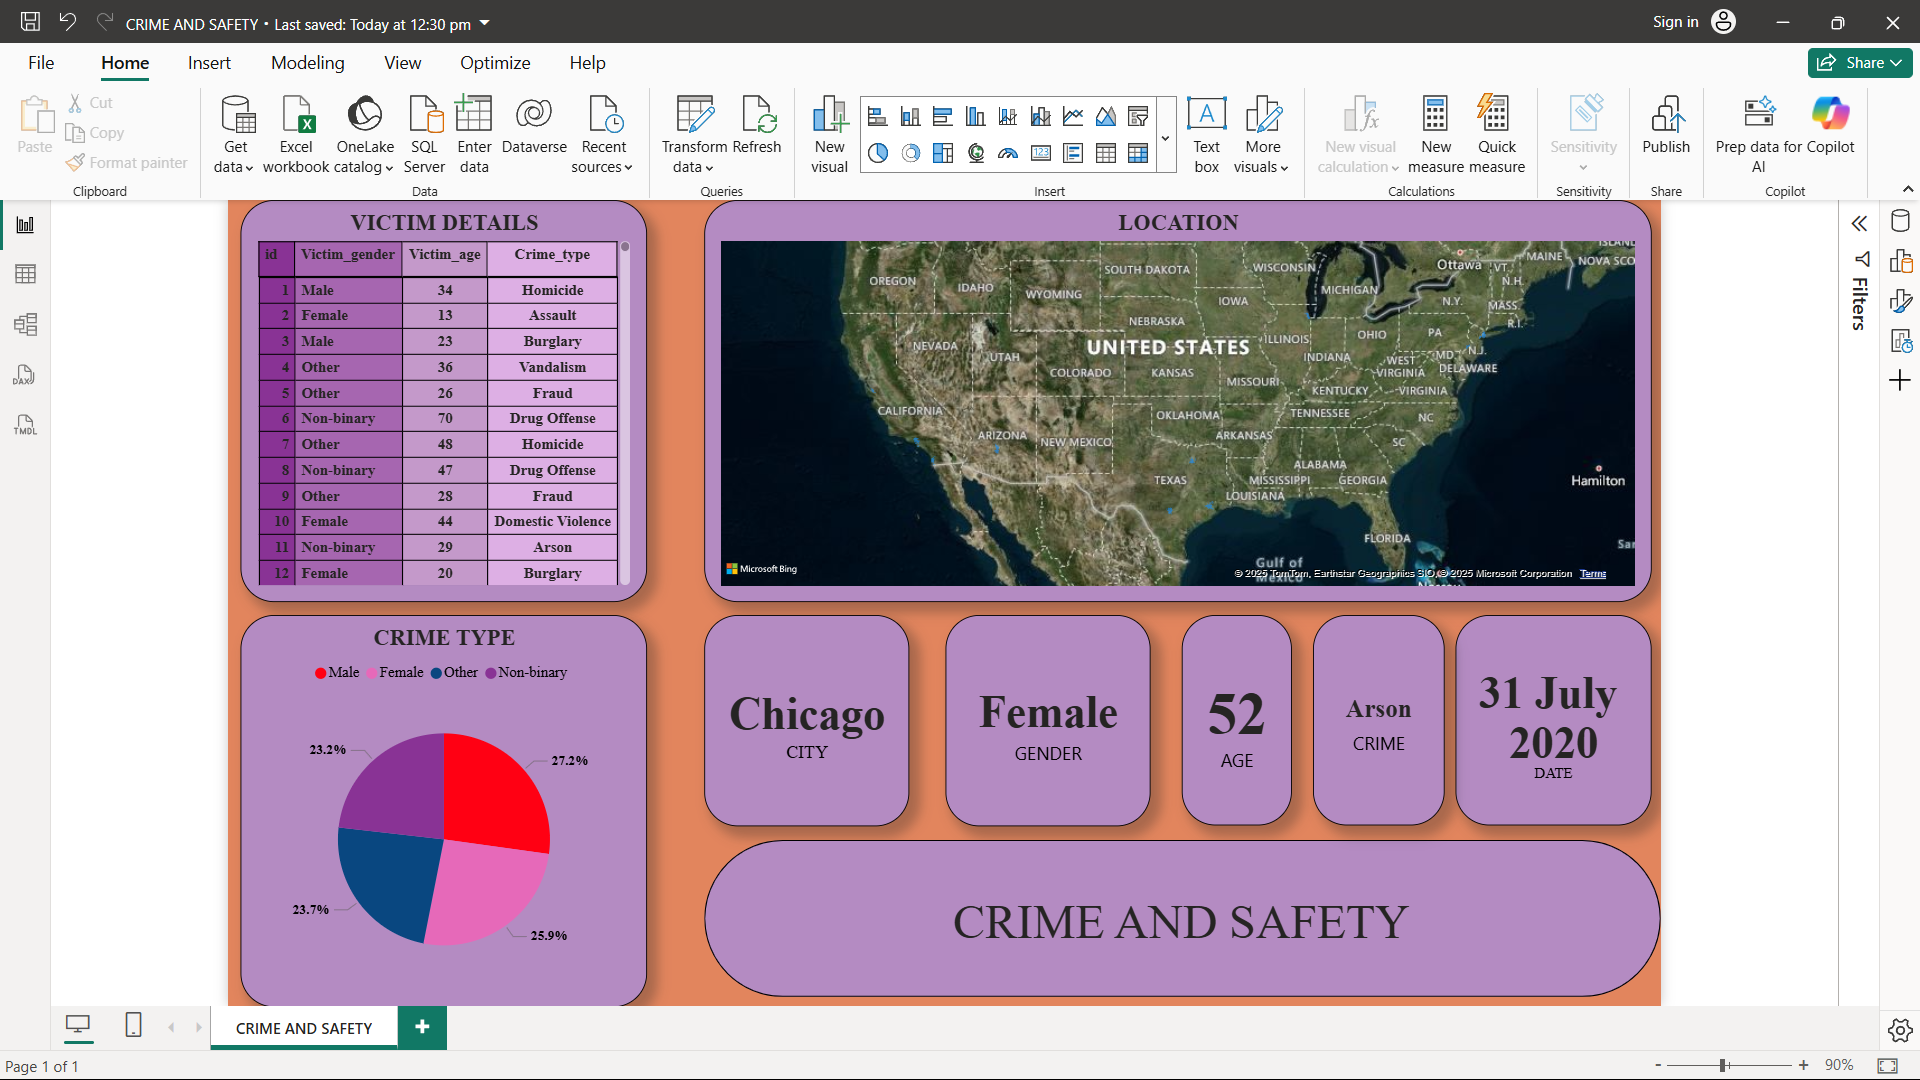 CRIME AND SAFETY • Last saved: Today at 12:30 pm
Sign in
File Home Insert Modeling View Optimize Help
Share
Paste
Cut
Copy
Format painter
Clipboard
Get data
Excel workbook
OneLake catalog
SQL Server
Enter data
Dataverse
Recent sources
Data
Transform data
Refresh
Queries
New visual
Text box
More visuals
Insert
New visual calculation
New measure
Quick measure
Calculations
Sensitivity
Sensitivity
Publish
Share
Prep data for AI
Copilot
Copilot
DAX
TMDL
VICTIM DETAILS
id Victim_gender Victim_age Crime_type
1 Male 34 Homicide
2 Female 13 Assault
3 Male 23 Burglary
4 Other 36 Vandalism
5 Other 26 Fraud
6 Non-binary 70 Drug Offense
7 Other 48 Homicide
8 Non-binary 47 Drug Offense
9 Other 28 Fraud
10 Female 44 Domestic Violence
11 Non-binary 29 Arson
12 Female 20 Burglary
LOCATION
OREGON
IDAHO
WYOMING
SOUTH DAKOTA
WISCONSIN
MICHIGAN
Ottawa
VT.
MAINE
NOVA SCO
ISLAND
N.H.
N.Y.
MASS.
R.I.
IOWA
NEBRASKA
NEVADA
UTAH
UNITED STATES
ILLINOIS
OHIO
PA
INDIANA
WEST VIRGINIA
MD
N.J.
DELAWARE
COLORADO
KANSAS
MISSOURI
KENTUCKY
VIRGINIA
CALIFORNIA
OKLAHOMA
TENNESSEE
NC
ARIZONA
NEW MEXICO
ARKANSAS
SC
ALABAMA
TEXAS
MISSISSIPPI
GEORGIA
LOUISIANA
Hamilton
FLORIDA
San
Gulf of
Mexico
Microsoft Bing
© 2025 TomTom, Earthstar Geographics SIO, © 2025 Microsoft Corporation Terms
Filters
CRIME TYPE
Male Female Other Non-binary
23.2%
27.2%
23.7%
25.9%
Chicago
CITY
Female
GENDER
52
AGE
Arson
CRIME
31 July
2020
DATE
CRIME AND SAFETY
CRIME AND SAFETY
Page 1 of 1
- + 90%